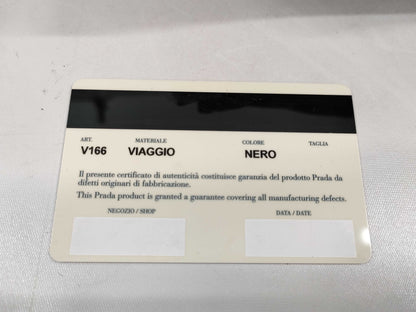 ART. MATERIALE COLORE TAGLIA
V166 VIAGGIO NERO
Il presente certificato di autenticità costituisce garanzia del prodotto Prada da
difetti originari di fabbricazione.
This Prada product is granted a guarantee covering all manufacturing defects.
NEGOZIO / SHOP DATA / DATE